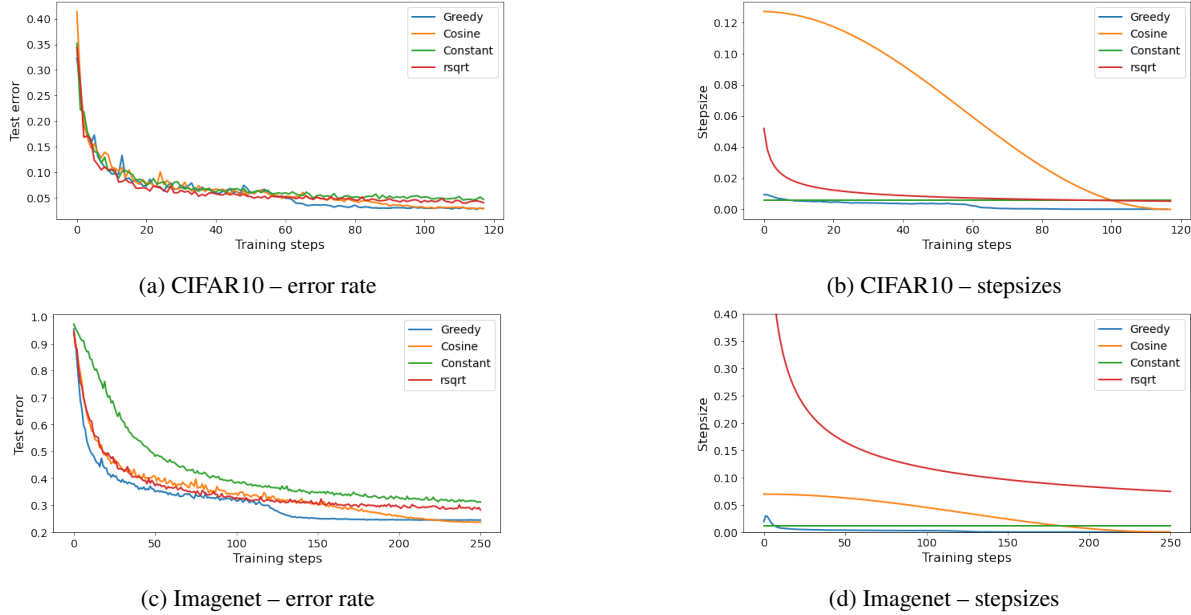 Test error
0.40
0.35
0.30
0.25
0.20
0.15
0.10
0.05
0 20 40 60 80 100 120
Training steps
Greedy
Cosine
Constant
rsqrt
(a) CIFAR10 – error rate
Stepsize
0.12
0.10
0.08
0.06
0.04
0.02
0.00
0 20 40 60 80 100 120
Training steps
Greedy
Cosine
Constant
rsqrt
(b) CIFAR10 – stepsizes
Test error
1.0
0.9
0.8
0.7
0.6
0.5
0.4
0.3
0.2
0 50 100 150 200 250
Training steps
Greedy
Cosine
Constant
rsqrt
(c) Imagenet – error rate
Stepsize
0.40
0.35
0.30
0.25
0.20
0.15
0.10
0.05
0.00
0 50 100 150 200 250
Training steps
Greedy
Cosine
Constant
rsqrt
(d) Imagenet – stepsizes